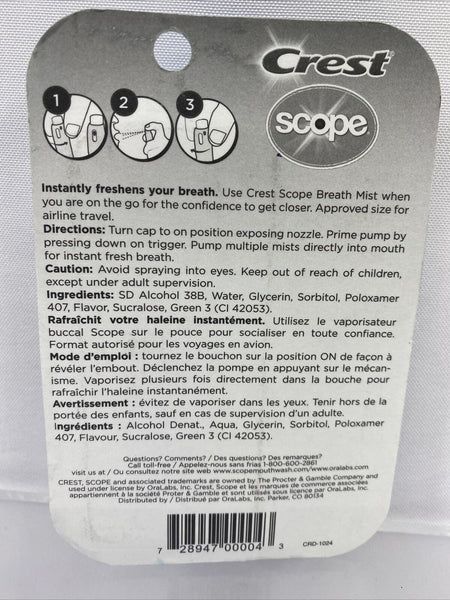 Crest
scope
1 2 3
Instantly freshens your breath. Use Crest Scope Breath Mist when
you are on the go for the confidence to get closer. Approved size for
airline travel.
Directions: Turn cap to on position exposing nozzle. Prime pump by
pressing down on trigger. Pump multiple mists directly into mouth
for instant fresh breath.
Caution: Avoid spraying into eyes. Keep out of reach of children,
except under adult supervision.
Ingredients: SD Alcohol 38B, Water, Glycerin, Sorbitol, Poloxamer
407, Flavor, Sucralose, Green 3 (CI 42053).
Rafraîchit votre haleine instantément. Utilisez le vaporisateur
buccal Scope sur le pouce pour socialiser en toute confiance.
Format autorisé pour les voyages en avion.
Mode d'emploi : tournez le bouchon sur la position ON de façon à
révéler l'embout. Déclenchez la pompe en appuyant sur le mécan-
isme. Vaporisez plusieurs fois directement dans la bouche pour
rafraîchir l'haleine instantanément.
Avertissement : évitez de vaporiser dans les yeux. Tenir hors de la
portée des enfants, sauf en cas de supervision d'un adulte.
Ingrédients : Alcohol Denat., Aqua, Glycerin, Sorbitol, Poloxamer
407, Flavour, Sucralose, Green 3 (CI 42053).
Questions? Comments? / Des questions? Des remarques?
Call toll-free / Appelez-nous sans frias 1-800-600-2861
visit us at / Ou consultez notre site web www.scopemouthwash.com/www.oralabs.com
CREST, SCOPE and associated trademarks are owned by The Procter & Gamble Company and
used under license by OraLabs, Inc. Crest, Scope et les marques de commerce associées
appartiennent à la société Proter & Gamble et sont utilisés sous licence par OraLabs, Inc.
Distributed by / Distribué par OraLabs, Inc. Parker, CO 80134
7 28947 00004 3
CRD-1024